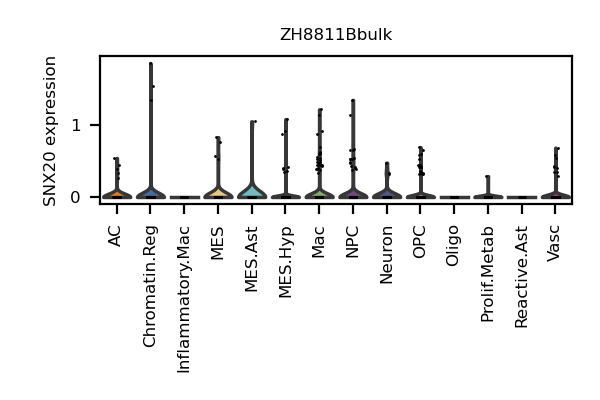 ZH8811Bbulk
SNX20 expression
1
0
AC
Chromatin.Reg
Inflammatory.Mac
MES
MES.Ast
MES.Hyp
Mac
NPC
Neuron
OPC
Oligo
Prolif.Metab
Reactive.Ast
Vasc